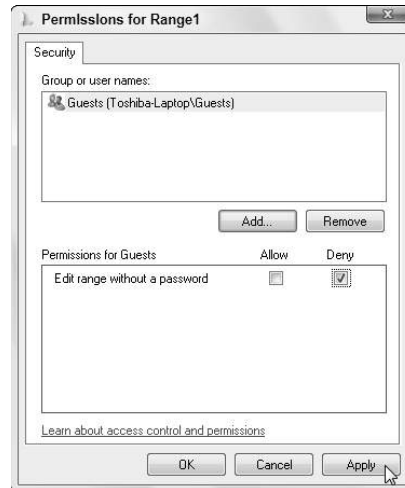 Permissions for Range1
Security
Group or user names:
Guests (Toshiba-Laptop\Guests)
Add... Remove
Permissions for Guests Allow Deny
Edit range without a password
Learn about access control and permissions
OK Cancel Apply